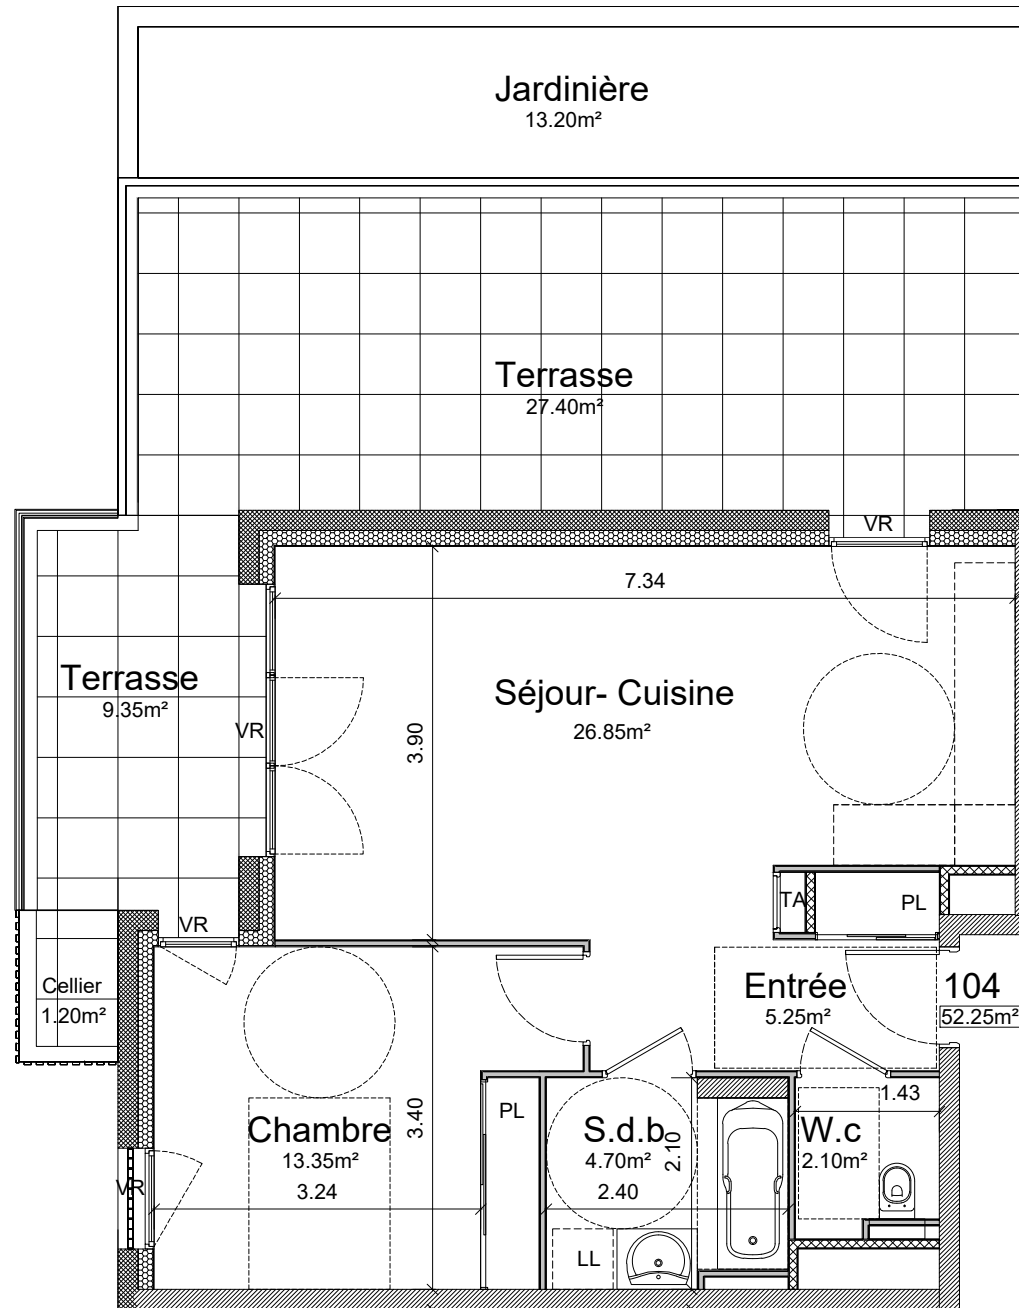 Jardinière
13.20m²
Terrasse
27.40m²
VR
7.34
Terrasse
9.35m²
VR
Séjour- Cuisine
26.85m²
3.90
TA
PL
VR
Cellier
1.20m²
Entrée
5.25m²
104
52.25m²
PL
1.43
Chambre
13.35m²
3.24
3.40
S.d.b
4.70m²
2.10
2.40
W.c
2.10m²
VR
LL